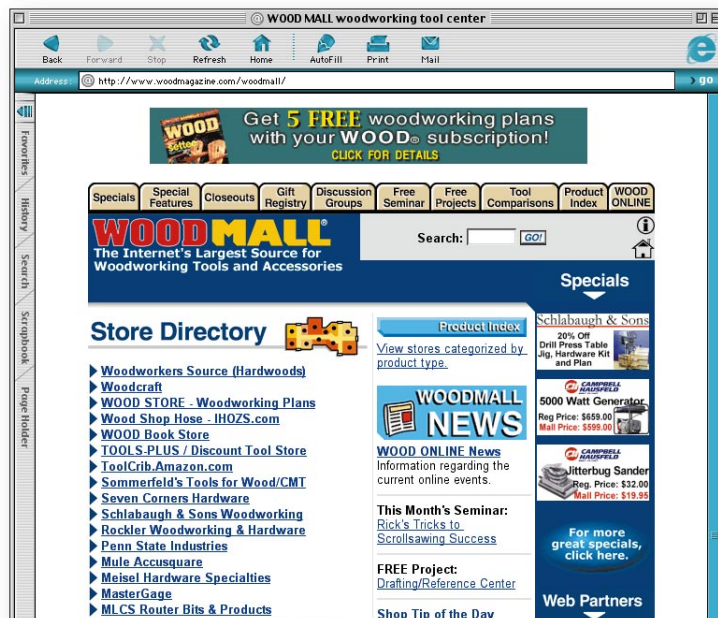 WOOD MALL woodworking tool center
Back
Forward
Stop
Refresh
Home
AutoFill
Print
Mail
Address:
http://www.woodmagazine.com/woodmall/
go
Favorites
History
Search
Scrapbook
Page Holder
WOOD
settee
Get 5 FREE woodworking plans
with your WOOD® subscription!
CLICK FOR DETAILS
Specials
Special
Features
Closeouts
Gift
Registry
Discussion
Groups
Free
Seminar
Free
Projects
Tool
Comparisons
Product
Index
WOOD
ONLINE
WOODMALL®
The Internet's Largest Source for
Woodworking Tools and Accessories
Search:
GO!
Store Directory
Woodworkers Source (Hardwoods)
Woodcraft
WOOD STORE - Woodworking Plans
Wood Shop Hose - IHOZS.com
WOOD Book Store
TOOLS-PLUS / Discount Tool Store
ToolCrib.Amazon.com
Sommerfeld's Tools for Wood/CMT
Seven Corners Hardware
Schlabaugh & Sons Woodworking
Rockler Woodworking & Hardware
Penn State Industries
Mule Accusquare
Meisel Hardware Specialties
MasterGage
MLCS Router Bits & Products
Product Index
View stores categorized by
product type.
WOODMALL
NEWS
WOOD ONLINE News
Information regarding the
current online events.
This Month's Seminar:
Rick's Tricks to
Scrollsawing Success
FREE Project:
Drafting/Reference Center
Shop Tip of the Day
Specials
Schlabaugh & Sons
20% Off
Drill Press Table
Jig, Hardware Kit
and Plan
CAMPBELL
HAUSFELD
5000 Watt Generator
Reg Price: $659.00
Mall Price: $599.00
CAMPBELL
HAUSFELD
Jitterbug Sander
Reg. Price: $32.00
Mall Price: $19.95
For more
great specials,
click here.
Web Partners